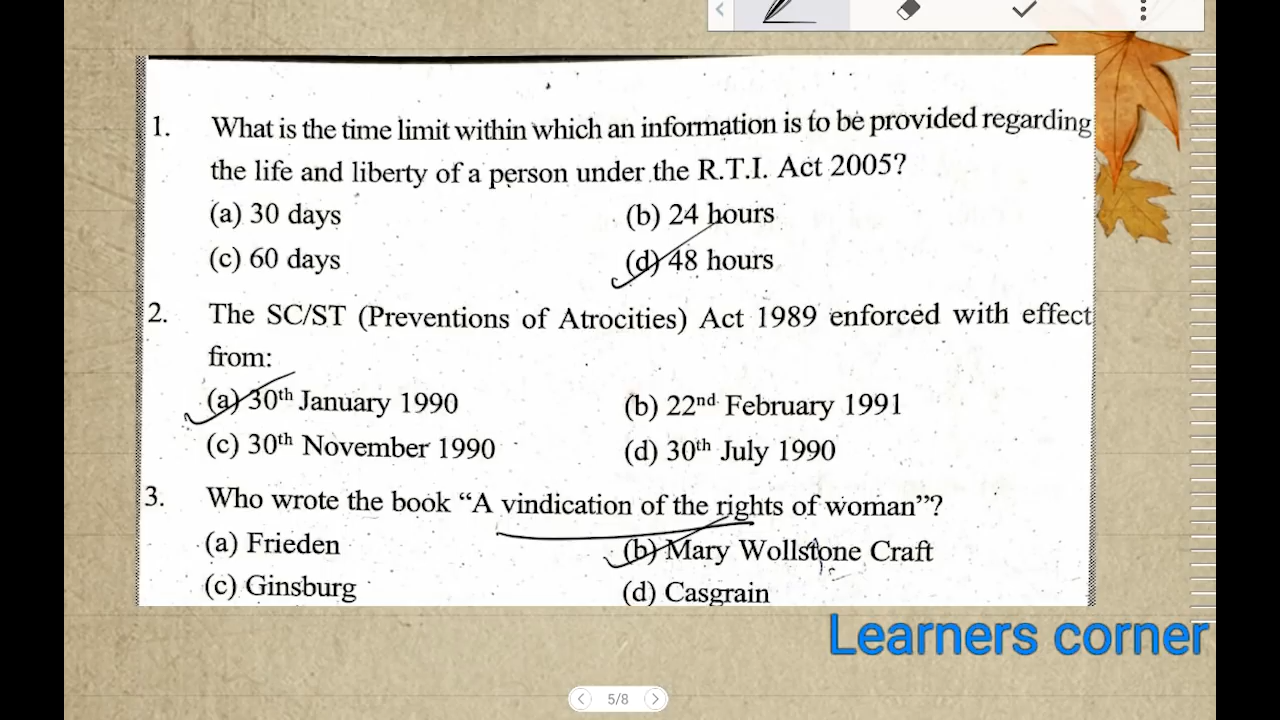 1. What is the time limit within which an information is to be provided regarding
the life and liberty of a person under the R.T.I. Act 2005?
(a) 30 days (b) 24 hours
(c) 60 days (d) 48 hours
2. The SC/ST (Preventions of Atrocities) Act 1989 enforced with effect
from:
(a) 30th January 1990 (b) 22nd February 1991
(c) 30th November 1990 (d) 30th July 1990
3. Who wrote the book “A vindication of the rights of woman”?
(a) Frieden (b) Mary Wollstone Craft
(c) Ginsburg (d) Casgrain
Learners corner
5/8